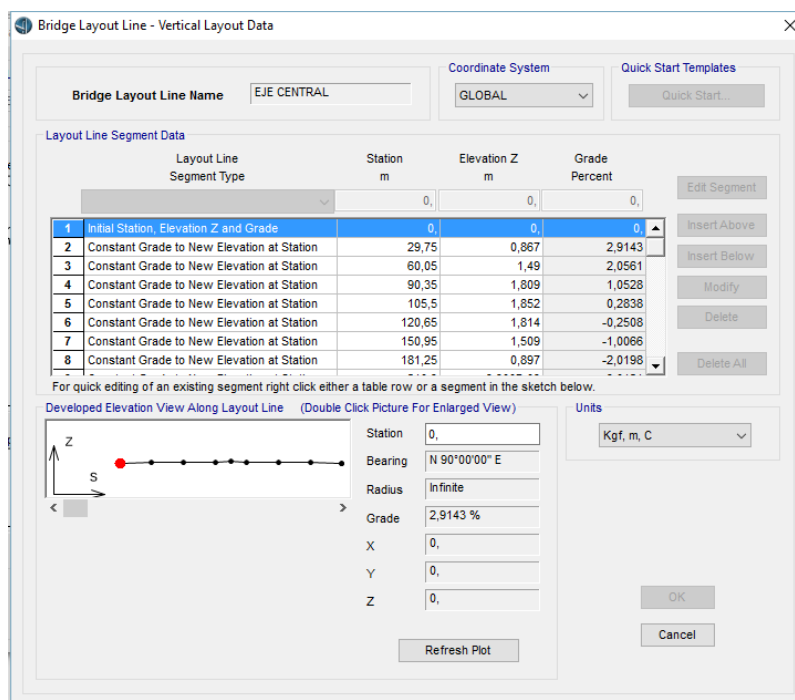 Bridge Layout Line - Vertical Layout Data
Bridge Layout Line Name
EJE CENTRAL
Coordinate System
GLOBAL
Quick Start Templates
Quick Start...
Layout Line Segment Data
Layout Line Station Elevation Z Grade
Segment Type m m Percent
0, 0, 0,
1 Initial Station, Elevation Z and Grade 0, 0, 0,
2 Constant Grade to New Elevation at Station 29,75 0,867 2,9143
3 Constant Grade to New Elevation at Station 60,05 1,49 2,0561
4 Constant Grade to New Elevation at Station 90,35 1,809 1,0528
5 Constant Grade to New Elevation at Station 105,5 1,852 0,2838
6 Constant Grade to New Elevation at Station 120,65 1,814 -0,2508
7 Constant Grade to New Elevation at Station 150,95 1,509 -1,0066
8 Constant Grade to New Elevation at Station 181,25 0,897 -2,0198
Edit Segment
Insert Above
Insert Below
Modify
Delete
Delete All
For quick editing of an existing segment right click either a table row or a segment in the sketch below.
Developed Elevation View Along Layout Line (Double Click Picture For Enlarged View)
Z
S
Station 0,
Bearing N 90°00'00" E
Radius Infinite
Grade 2,9143 %
X 0,
Y 0,
Z 0,
Refresh Plot
Units
Kgf, m, C
OK
Cancel